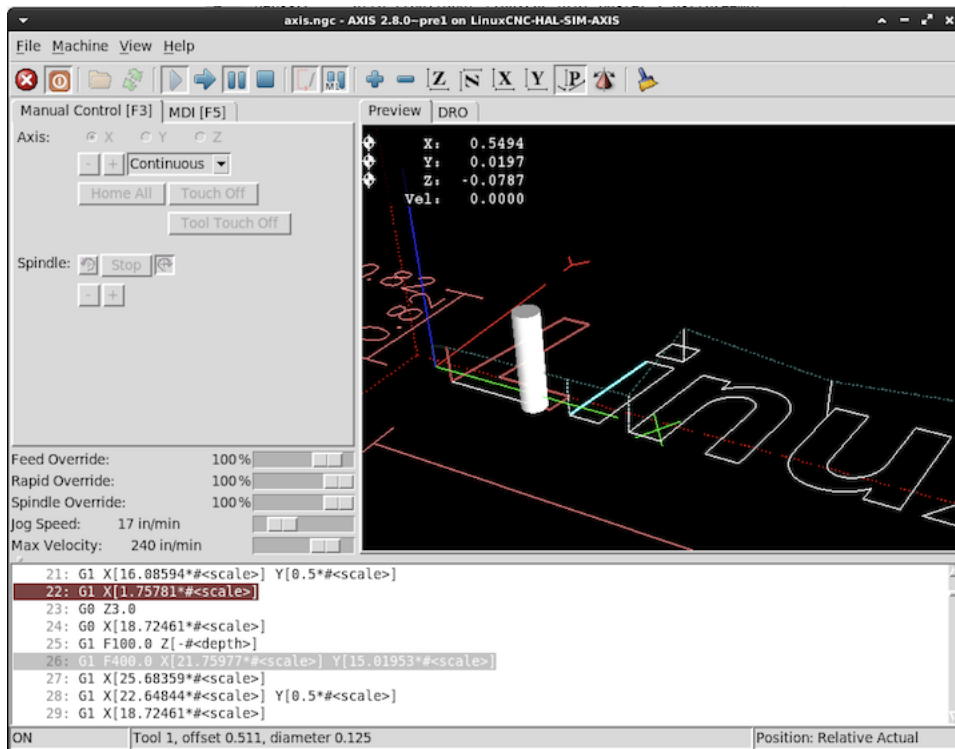 axis.ngc - AXIS 2.8.0~pre1 on LinuxCNC-HAL-SIM-AXIS
File Machine View Help
Z N X Y P
Manual Control [F3] MDI [F5]
Preview DRO
Axis: X Y Z
- + Continuous
Home All Touch Off
Tool Touch Off
Spindle: Stop
- +
X: 0.5494
Y: 0.0197
Z: -0.0787
Vel: 0.0000
Y
X
Linu
Feed Override: 100 %
Rapid Override: 100 %
Spindle Override: 100 %
Jog Speed: 17 in/min
Max Velocity: 240 in/min
21: G1 X[16.08594*#<scale>] Y[0.5*#<scale>]
22: G1 X[1.75781*#<scale>]
23: G0 Z3.0
24: G0 X[18.72461*#<scale>]
25: G1 F100.0 Z[-#<depth>]
26: G1 F400.0 X[21.75977*#<scale>] Y[15.01953*#<scale>]
27: G1 X[25.68359*#<scale>]
28: G1 X[22.64844*#<scale>] Y[0.5*#<scale>]
29: G1 X[18.72461*#<scale>]
ON Tool 1, offset 0.511, diameter 0.125 Position: Relative Actual